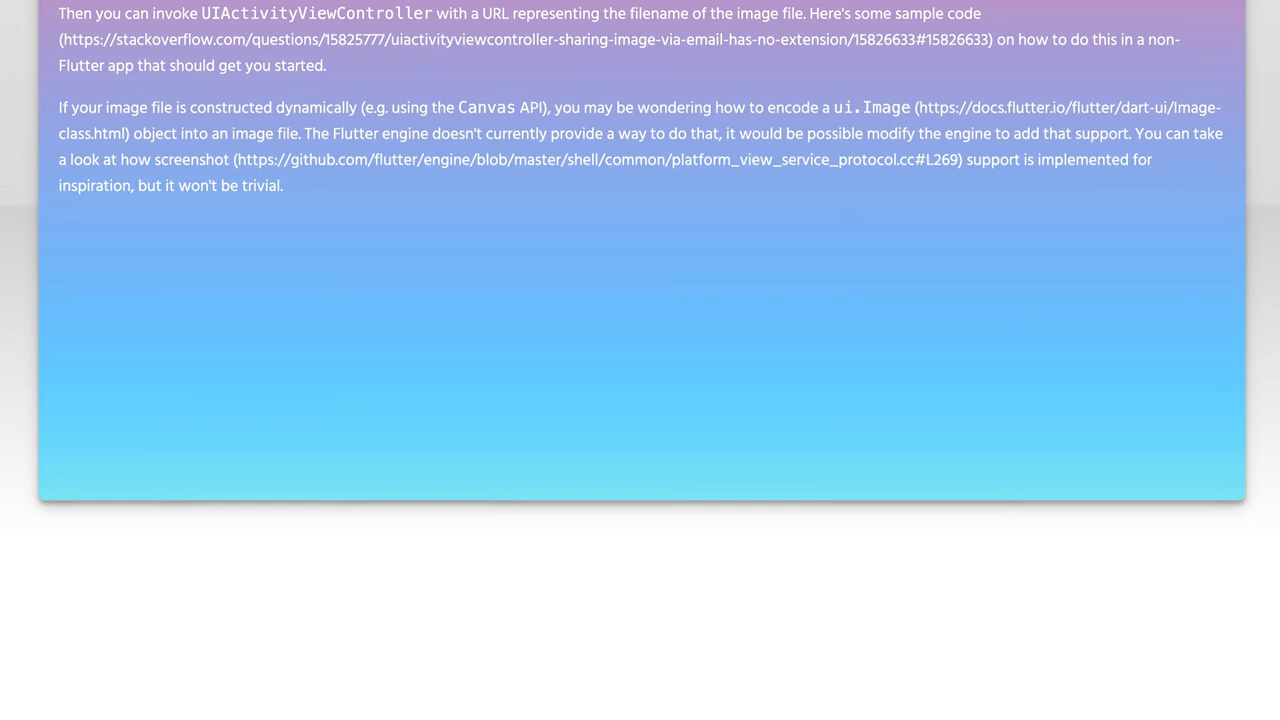 Then you can invoke UIActivityViewController with a URL representing the filename of the image file. Here's some sample code
(https://stackoverflow.com/questions/15825777/uiactivityviewcontroller-sharing-image-via-email-has-no-extension/15826633#15826633) on how to do this in a non-
Flutter app that should get you started.
If your image file is constructed dynamically (e.g. using the Canvas API), you may be wondering how to encode a ui.Image (https://docs.flutter.io/flutter/dart-ui/Image-
class.html) object into an image file. The Flutter engine doesn't currently provide a way to do that, it would be possible modify the engine to add that support. You can take
a look at how screenshot (https://github.com/flutter/engine/blob/master/shell/common/platform_view_service_protocol.cc#L269) support is implemented for
inspiration, but it won't be trivial.